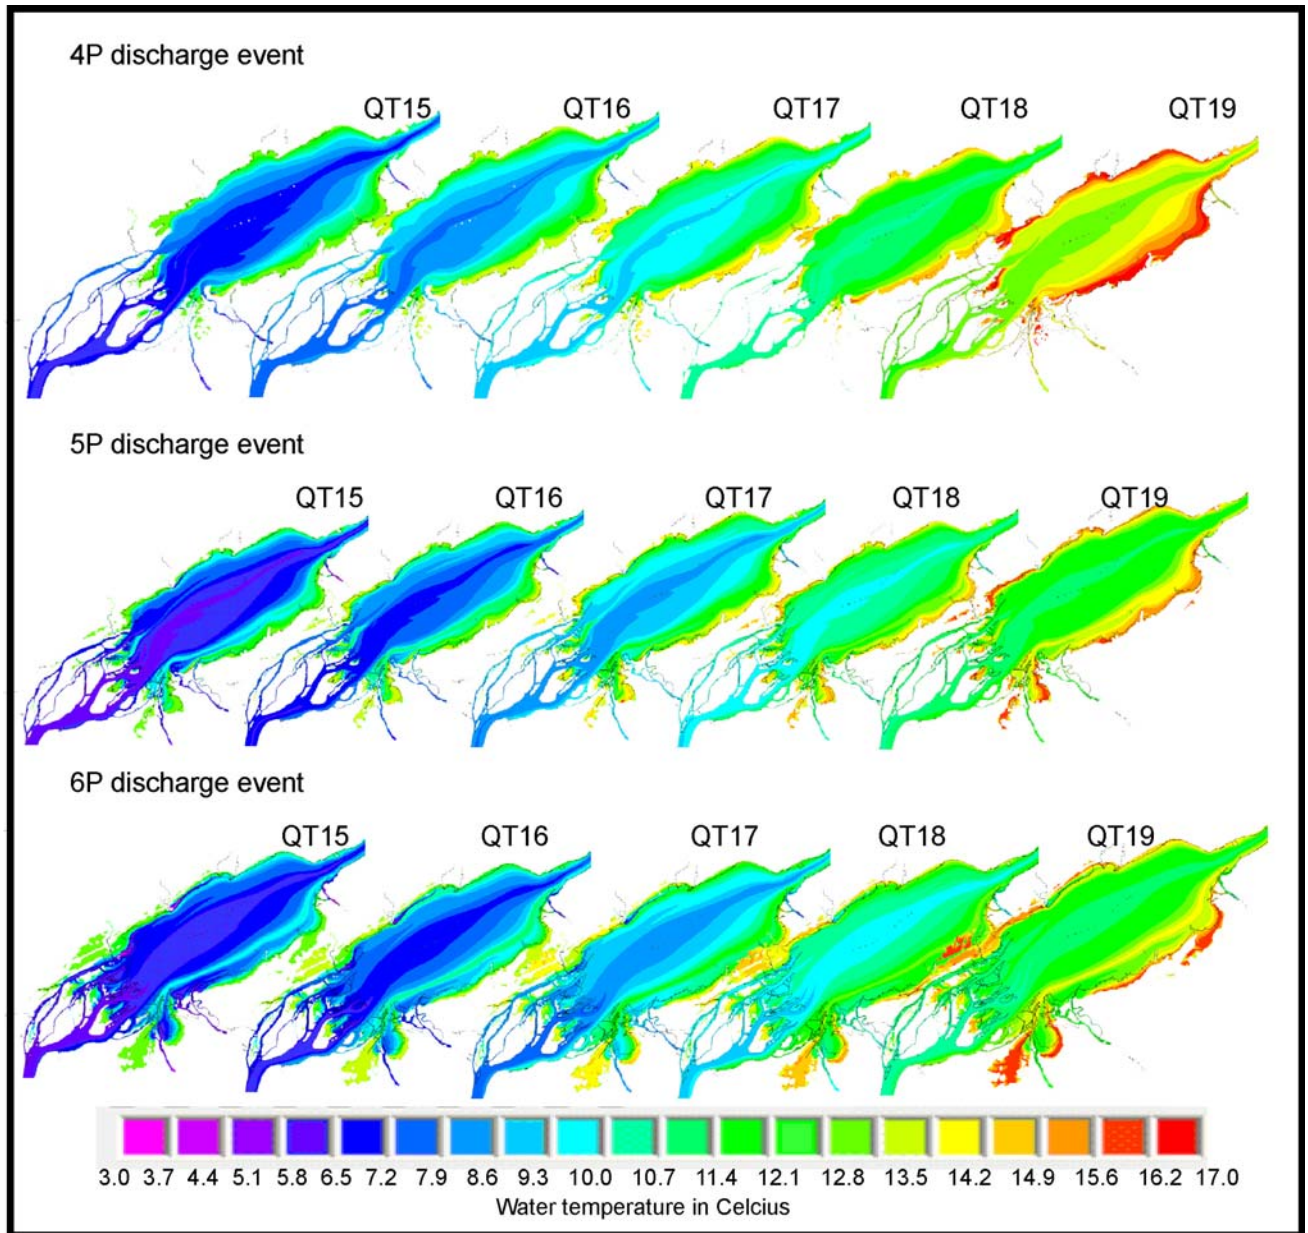 4P discharge event
QT15 QT16 QT17 QT18 QT19
5P discharge event
QT15 QT16 QT17 QT18 QT19
6P discharge event
QT15 QT16 QT17 QT18 QT19
3.0 3.7 4.4 5.1 5.8 6.5 7.2 7.9 8.6 9.3 10.0 10.7 11.4 12.1 12.8 13.5 14.2 14.9 15.6 16.2 17.0
Water temperature in Celcius